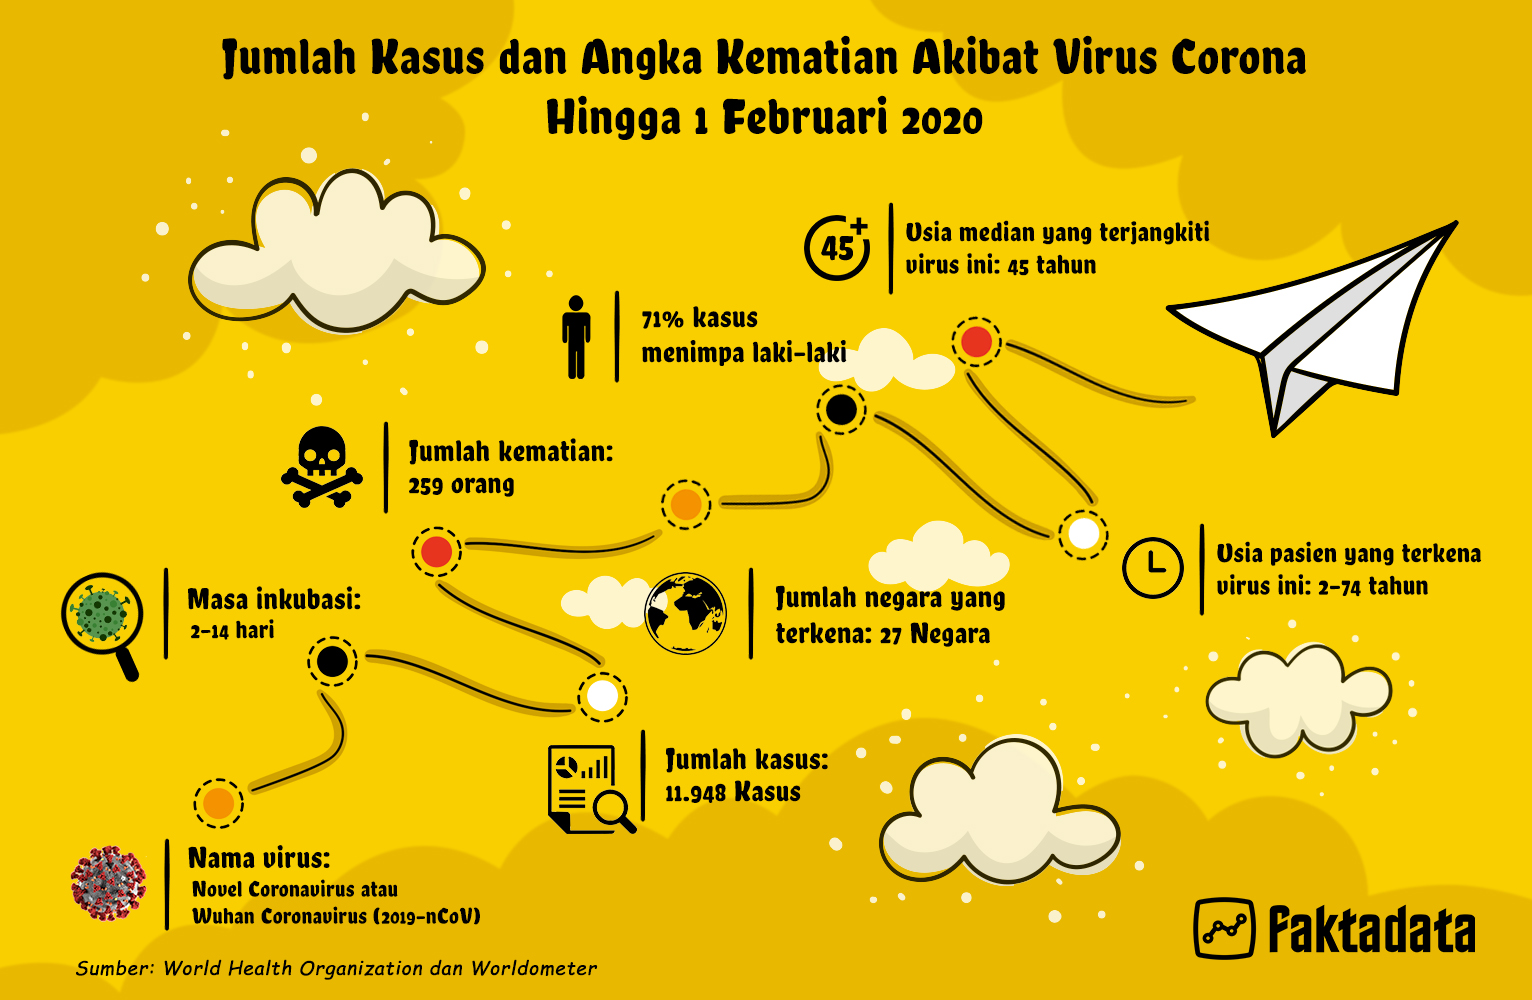 Jumlah Kasus dan Angka Kematian Akibat Virus Corona
Hingga 1 Februari 2020
45+
Usia median yang terjangkiti
virus ini: 45 tahun
71% kasus
menimpa laki-laki
Jumlah kematian:
259 orang
Usia pasien yang terkena
virus ini: 2-74 tahun
Masa inkubasi:
2-14 hari
Jumlah negara yang
terkena: 27 Negara
Jumlah kasus:
11.948 Kasus
Nama virus:
Novel Coronavirus atau
Wuhan Coronavirus (2019-nCoV)
Sumber: World Health Organization dan Worldometer
faktadata